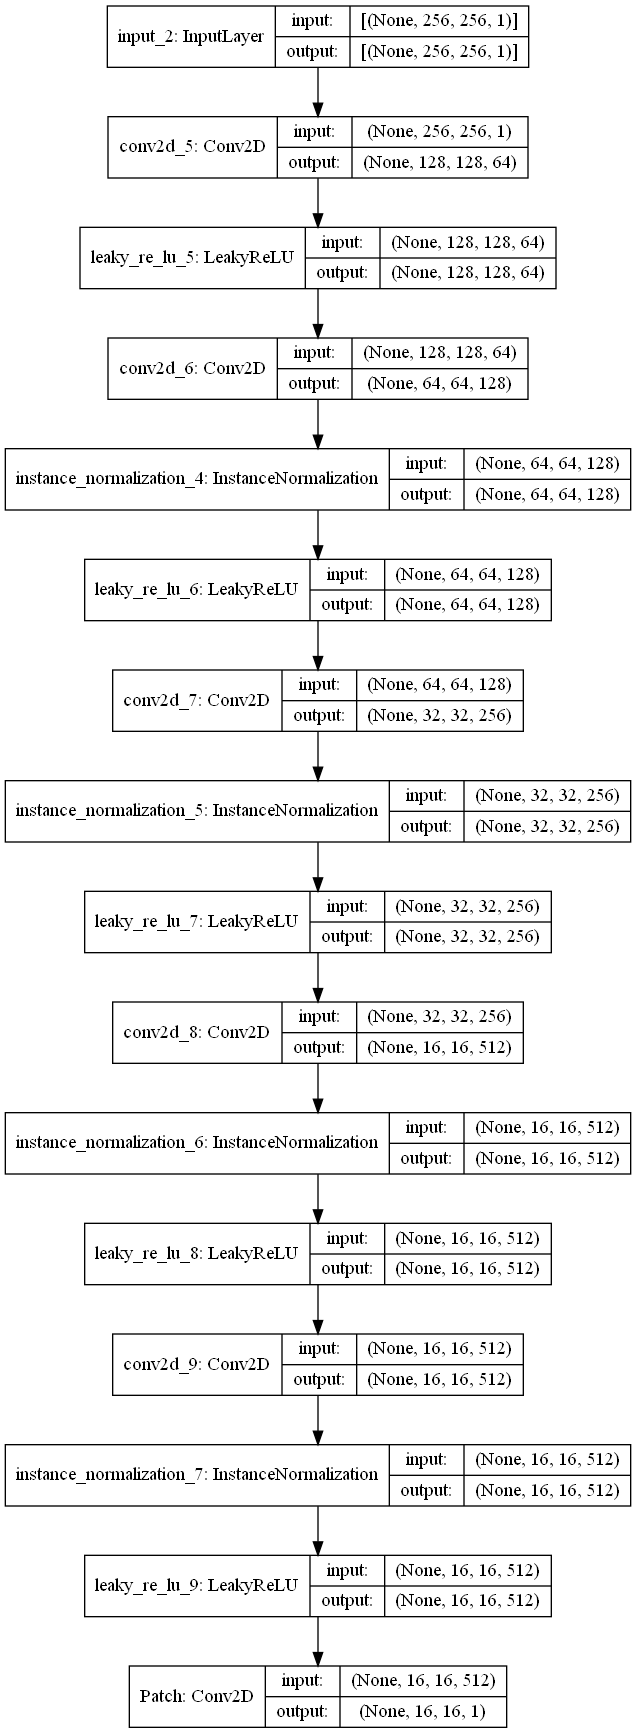 input_2: InputLayer
input:
[(None, 256, 256, 1)]
output:
[(None, 256, 256, 1)]
conv2d_5: Conv2D
input:
(None, 256, 256, 1)
output:
(None, 128, 128, 64)
leaky_re_lu_5: LeakyReLU
input:
(None, 128, 128, 64)
output:
(None, 128, 128, 64)
conv2d_6: Conv2D
input:
(None, 128, 128, 64)
output:
(None, 64, 64, 128)
instance_normalization_4: InstanceNormalization
input:
(None, 64, 64, 128)
output:
(None, 64, 64, 128)
leaky_re_lu_6: LeakyReLU
input:
(None, 64, 64, 128)
output:
(None, 64, 64, 128)
conv2d_7: Conv2D
input:
(None, 64, 64, 128)
output:
(None, 32, 32, 256)
instance_normalization_5: InstanceNormalization
input:
(None, 32, 32, 256)
output:
(None, 32, 32, 256)
leaky_re_lu_7: LeakyReLU
input:
(None, 32, 32, 256)
output:
(None, 32, 32, 256)
conv2d_8: Conv2D
input:
(None, 32, 32, 256)
output:
(None, 16, 16, 512)
instance_normalization_6: InstanceNormalization
input:
(None, 16, 16, 512)
output:
(None, 16, 16, 512)
leaky_re_lu_8: LeakyReLU
input:
(None, 16, 16, 512)
output:
(None, 16, 16, 512)
conv2d_9: Conv2D
input:
(None, 16, 16, 512)
output:
(None, 16, 16, 512)
instance_normalization_7: InstanceNormalization
input:
(None, 16, 16, 512)
output:
(None, 16, 16, 512)
leaky_re_lu_9: LeakyReLU
input:
(None, 16, 16, 512)
output:
(None, 16, 16, 512)
Patch: Conv2D
input:
(None, 16, 16, 512)
output:
(None, 16, 16, 1)